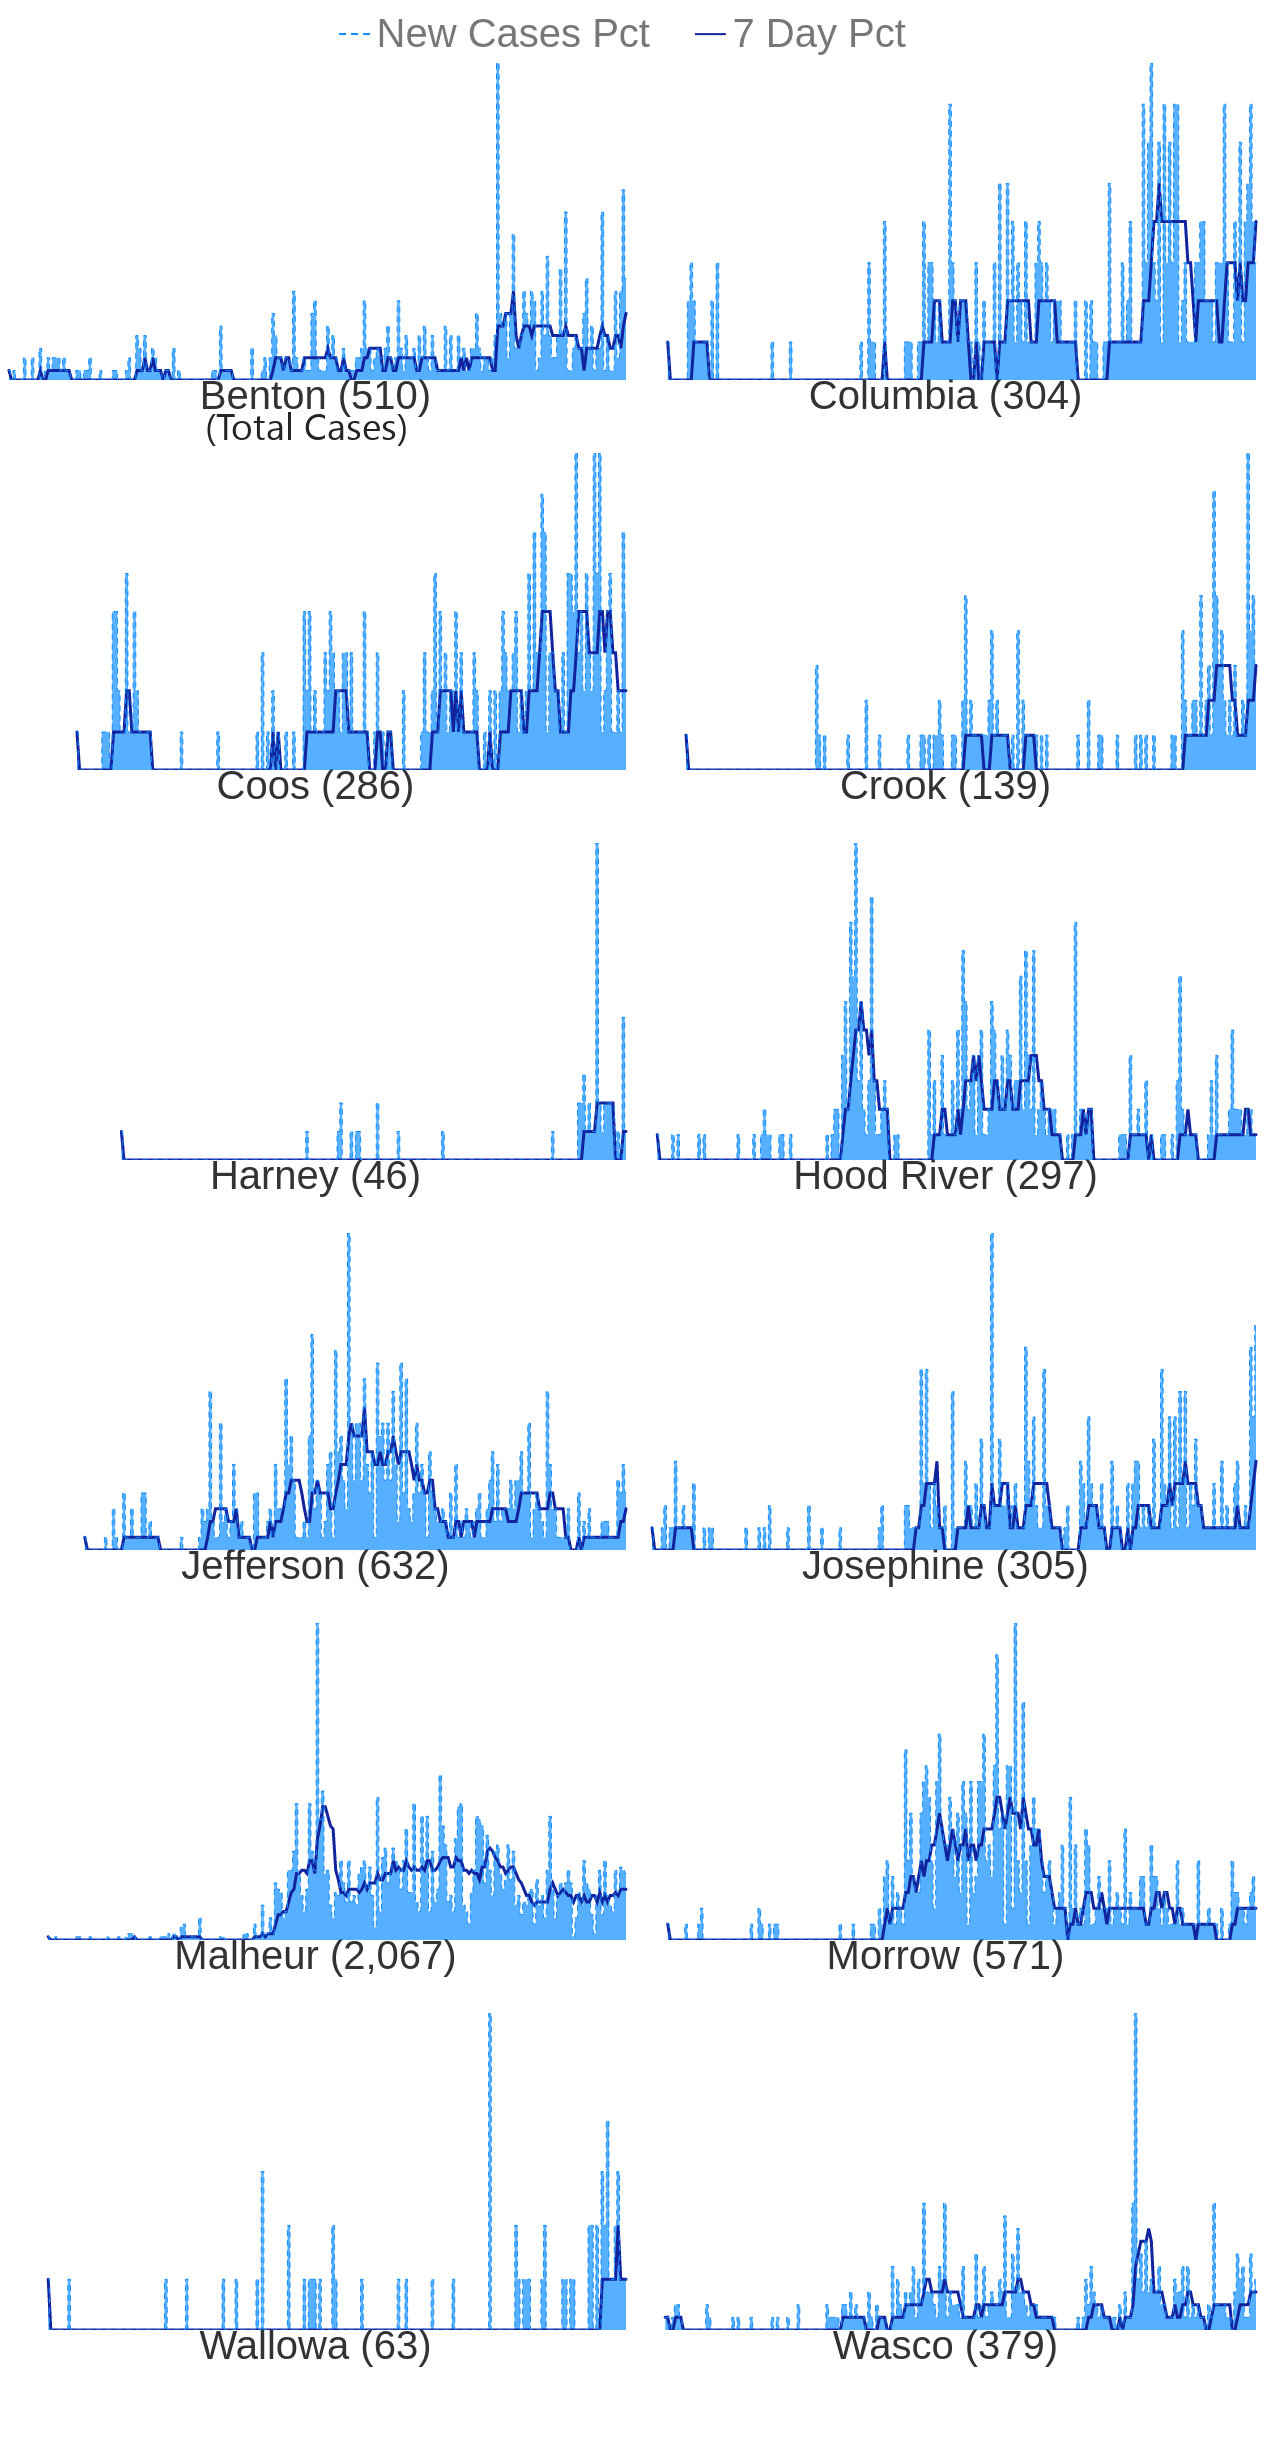 New Cases Pct 7 Day Pct
Benton (510) Columbia (304)
(Total Cases)
Coos (286) Crook (139)
Harney (46) Hood River (297)
Jefferson (632) Josephine (305)
Malheur (2,067) Morrow (571)
Wallowa (63) Wasco (379)